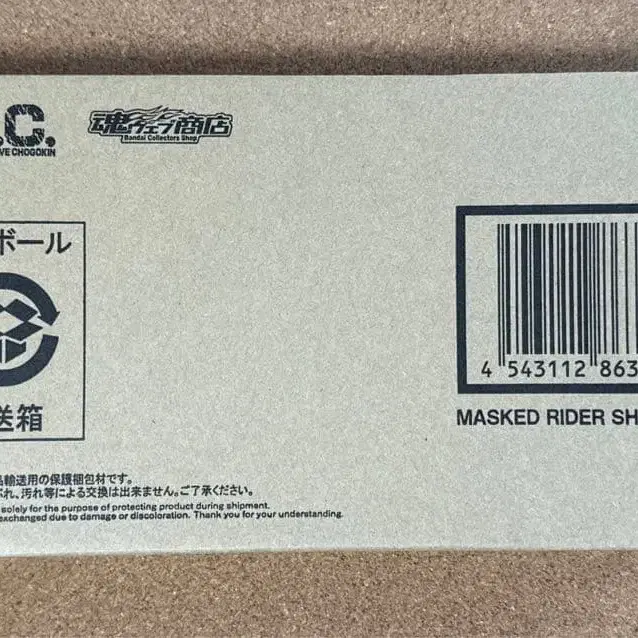 .C.
VE CHOGOKIN
魂ウェブ商店
Bandai Collectors Shop
ボール
送箱
4 543112 863
MASKED RIDER SH
品輸送用の保護梱包材です。
ぶれ、汚れ等による交換は出来ません。ご了承ください。
solely for the purpose of protecting product during shipment.
exchanged due to damage or discoloration. Thank you for your understanding.